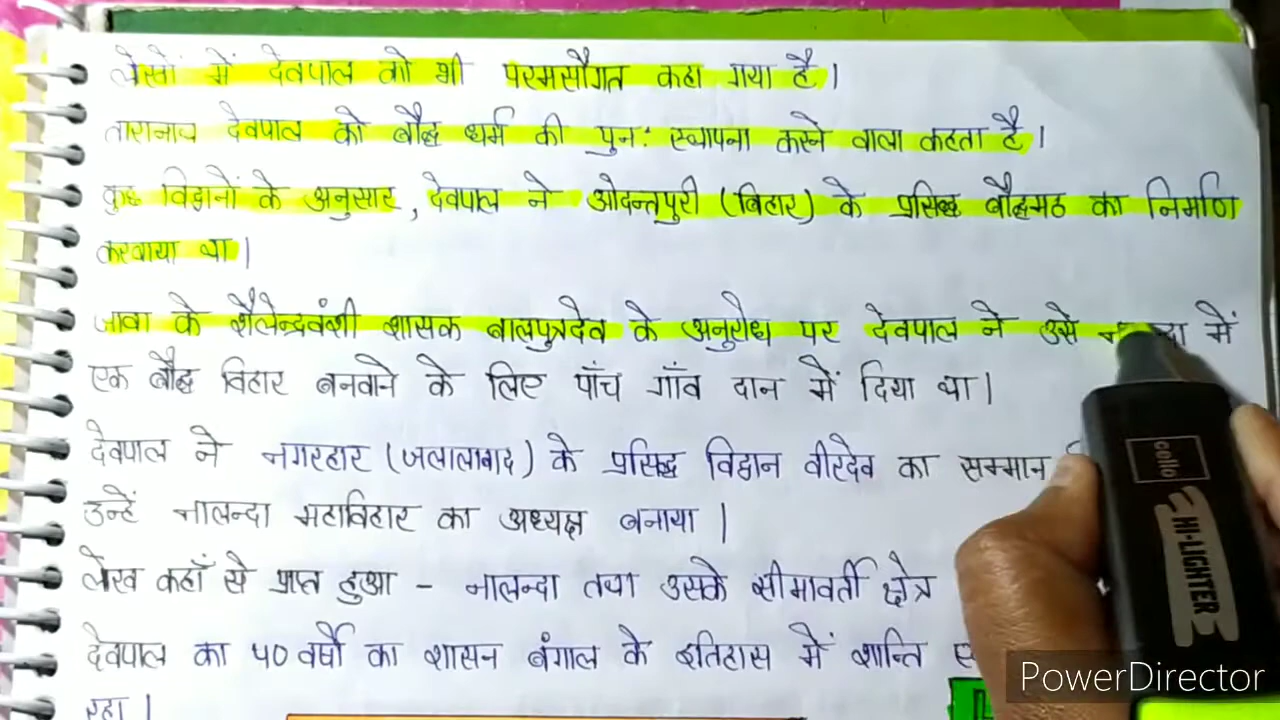 लेखों में देवपाल को भी परमसौगत कहा गया है।
तारानाथ देवपाल को बौद्ध धर्म की पुन: स्थापना करने वाला कहता है।
कुछ विद्वानों के अनुसार, देवपाल ने ओदन्तपुरी (बिहार) के प्रसिद्ध बौद्धमठ का निर्माण
करवाया था।
जावा के शैलेन्द्रवंशी शासक बालपुत्रदेव के अनुरोध पर देवपाल ने उसे में
एक बौद्ध विहार बनवाने के लिए पाँच गाँव दान में दिया था।
देवपाल ने नगरहार (जलालाबाद) के प्रसिद्ध विद्वान वीरदेव का सम्मान
उन्हें नालन्दा महाविहार का अध्यक्ष बनाया।
लेख कहाँ से प्राप्त हुआ - नालन्दा तथा उसके सीमावर्ती क्षेत्र
देवपाल का 40 वर्षों का शासन बंगाल के इतिहास में शान्ति
रहा।
cello
HI-LIGHTER
PowerDirector